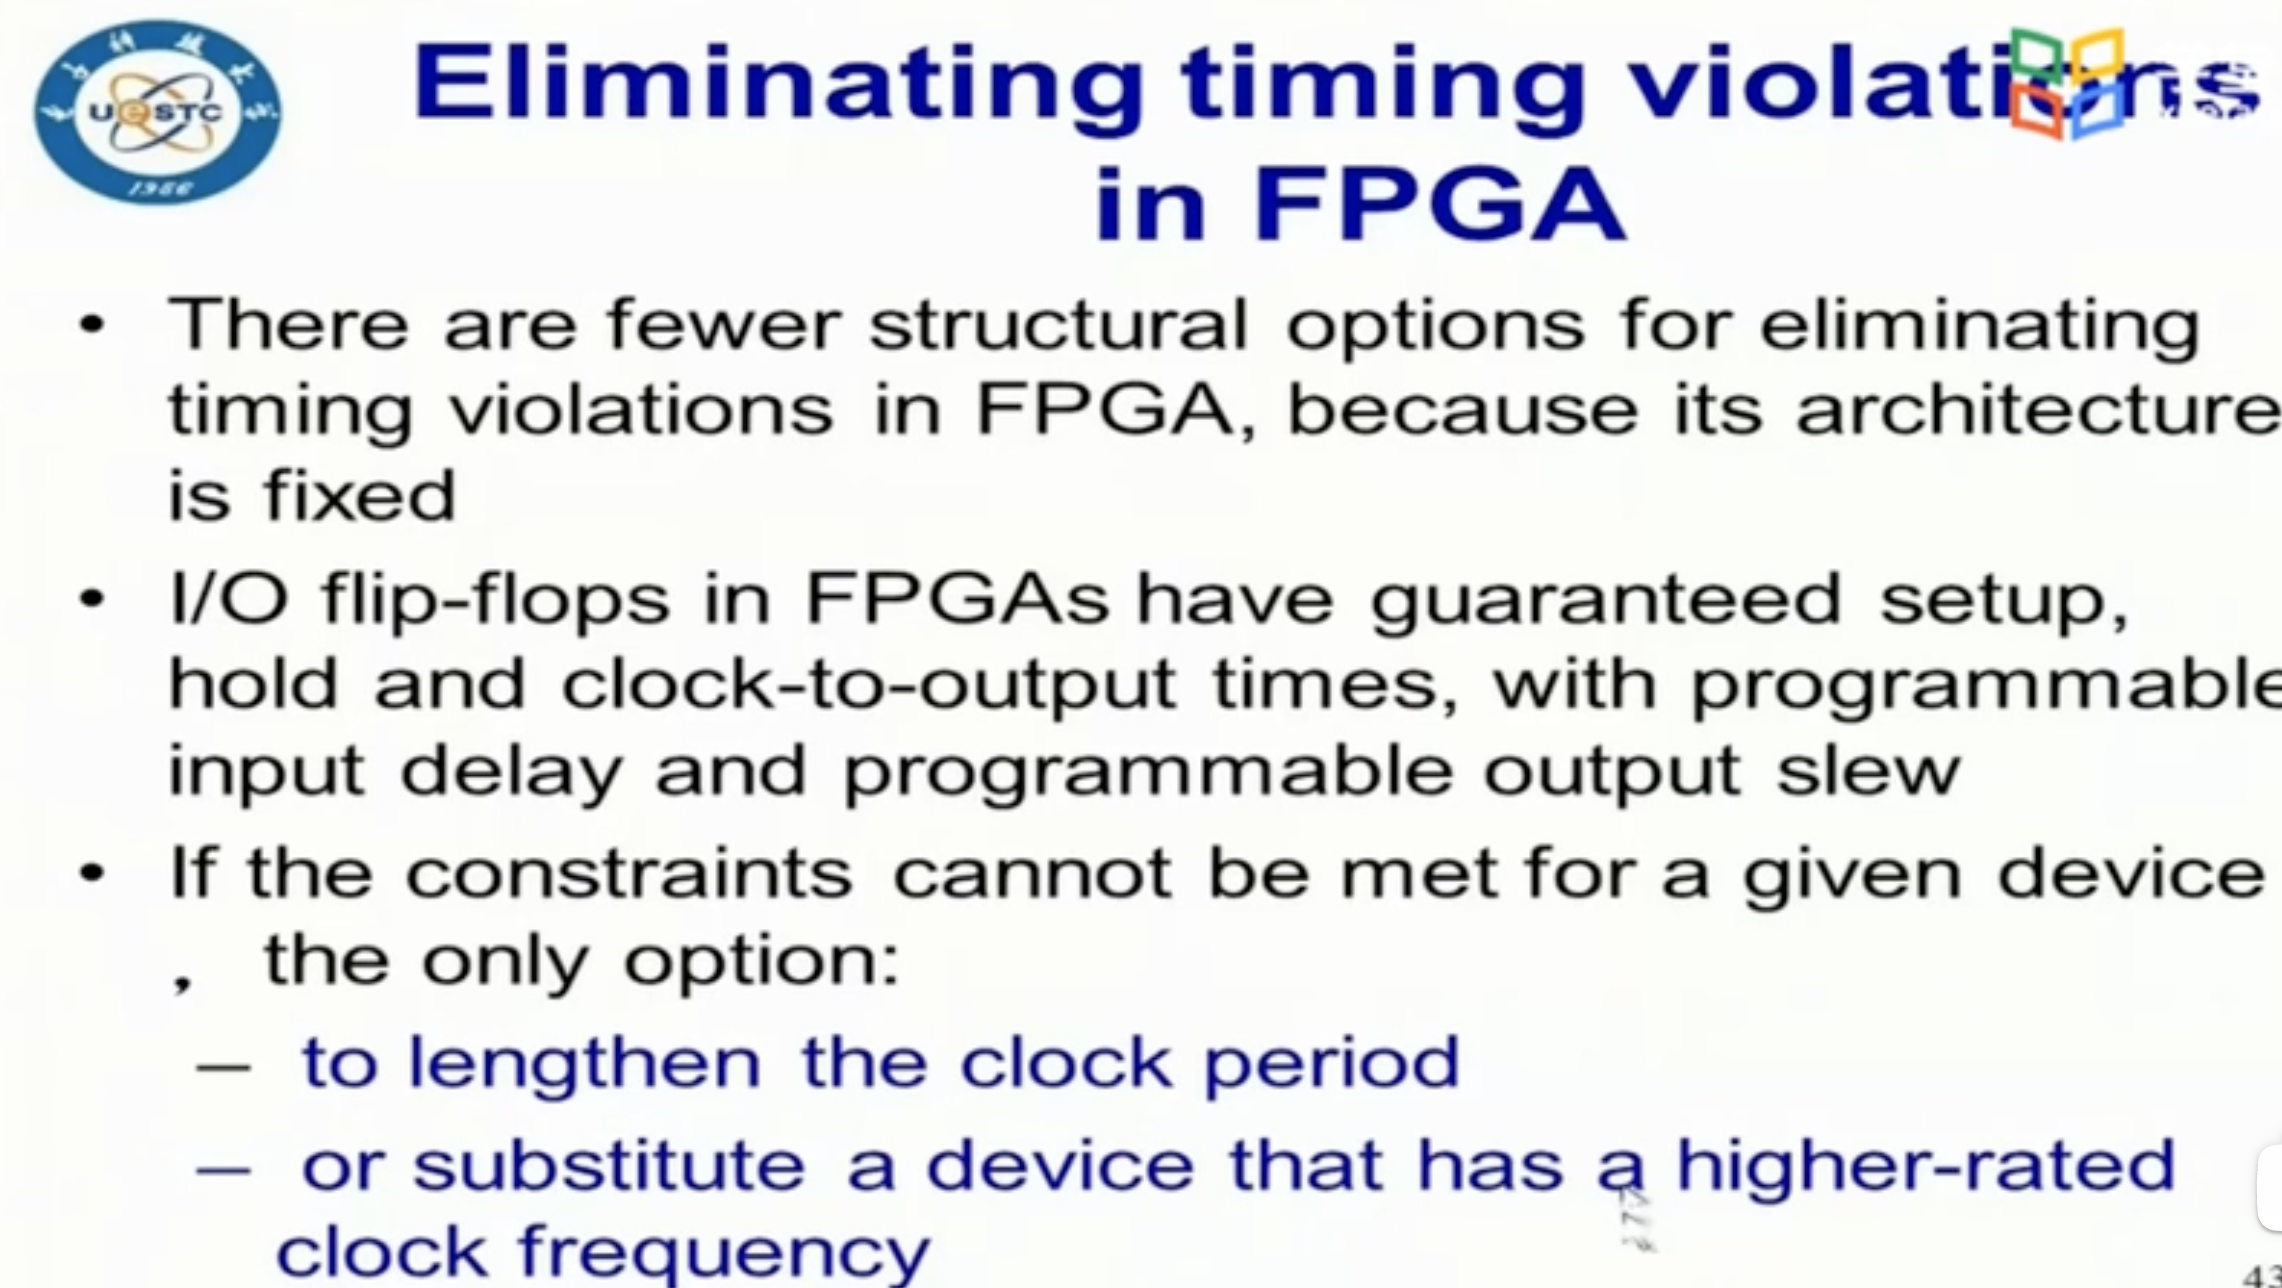 UeSTC
1956
Eliminating timing violations
in FPGA
• There are fewer structural options for eliminating
timing violations in FPGA, because its architecture
is fixed
• I/O flip-flops in FPGAs have guaranteed setup,
hold and clock-to-output times, with programmable
input delay and programmable output slew
• If the constraints cannot be met for a given device
, the only option:
– to lengthen the clock period
– or substitute a device that has a higher-rated
clock frequency
43